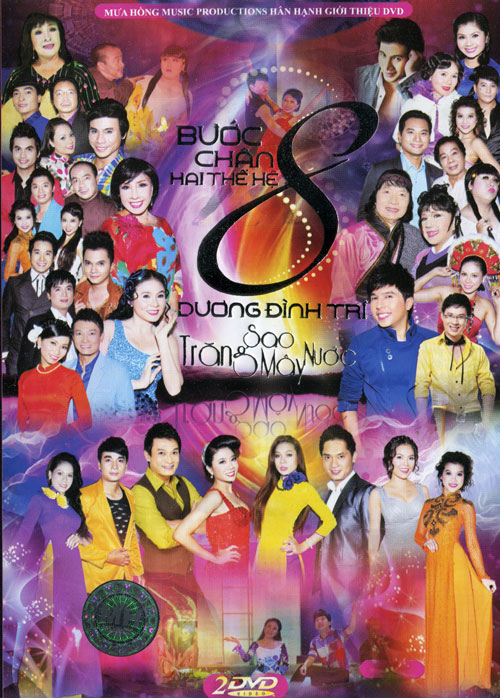 MƯA HỒNG MUSIC PRODUCTIONS HÂN HẠNH GIỚI THIỆU DVD
BƯỚC
CHÂN
HAI THẾ HỆ
8
DƯƠNG ĐÌNH TRÍ
Trăng Sao Mây Nước
2 DVD
VIDEO